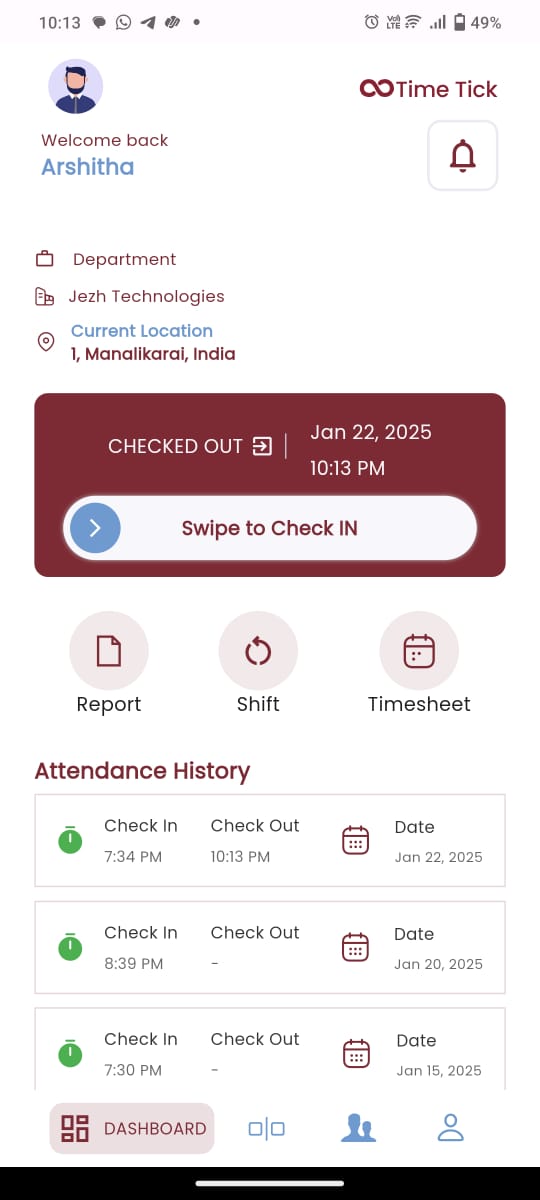 10:13
Vo)) LTE
49%
Time Tick
Welcome back
Arshitha
Department
Jezh Technologies
Current Location
1, Manalikarai, India
CHECKED OUT
Jan 22, 2025
10:13 PM
Swipe to Check IN
Report
Shift
Timesheet
Attendance History
Check In
Check Out
Date
7:34 PM
10:13 PM
Jan 22, 2025
Check In
Check Out
Date
8:39 PM
-
Jan 20, 2025
Check In
Check Out
Date
7:30 PM
-
Jan 15, 2025
DASHBOARD